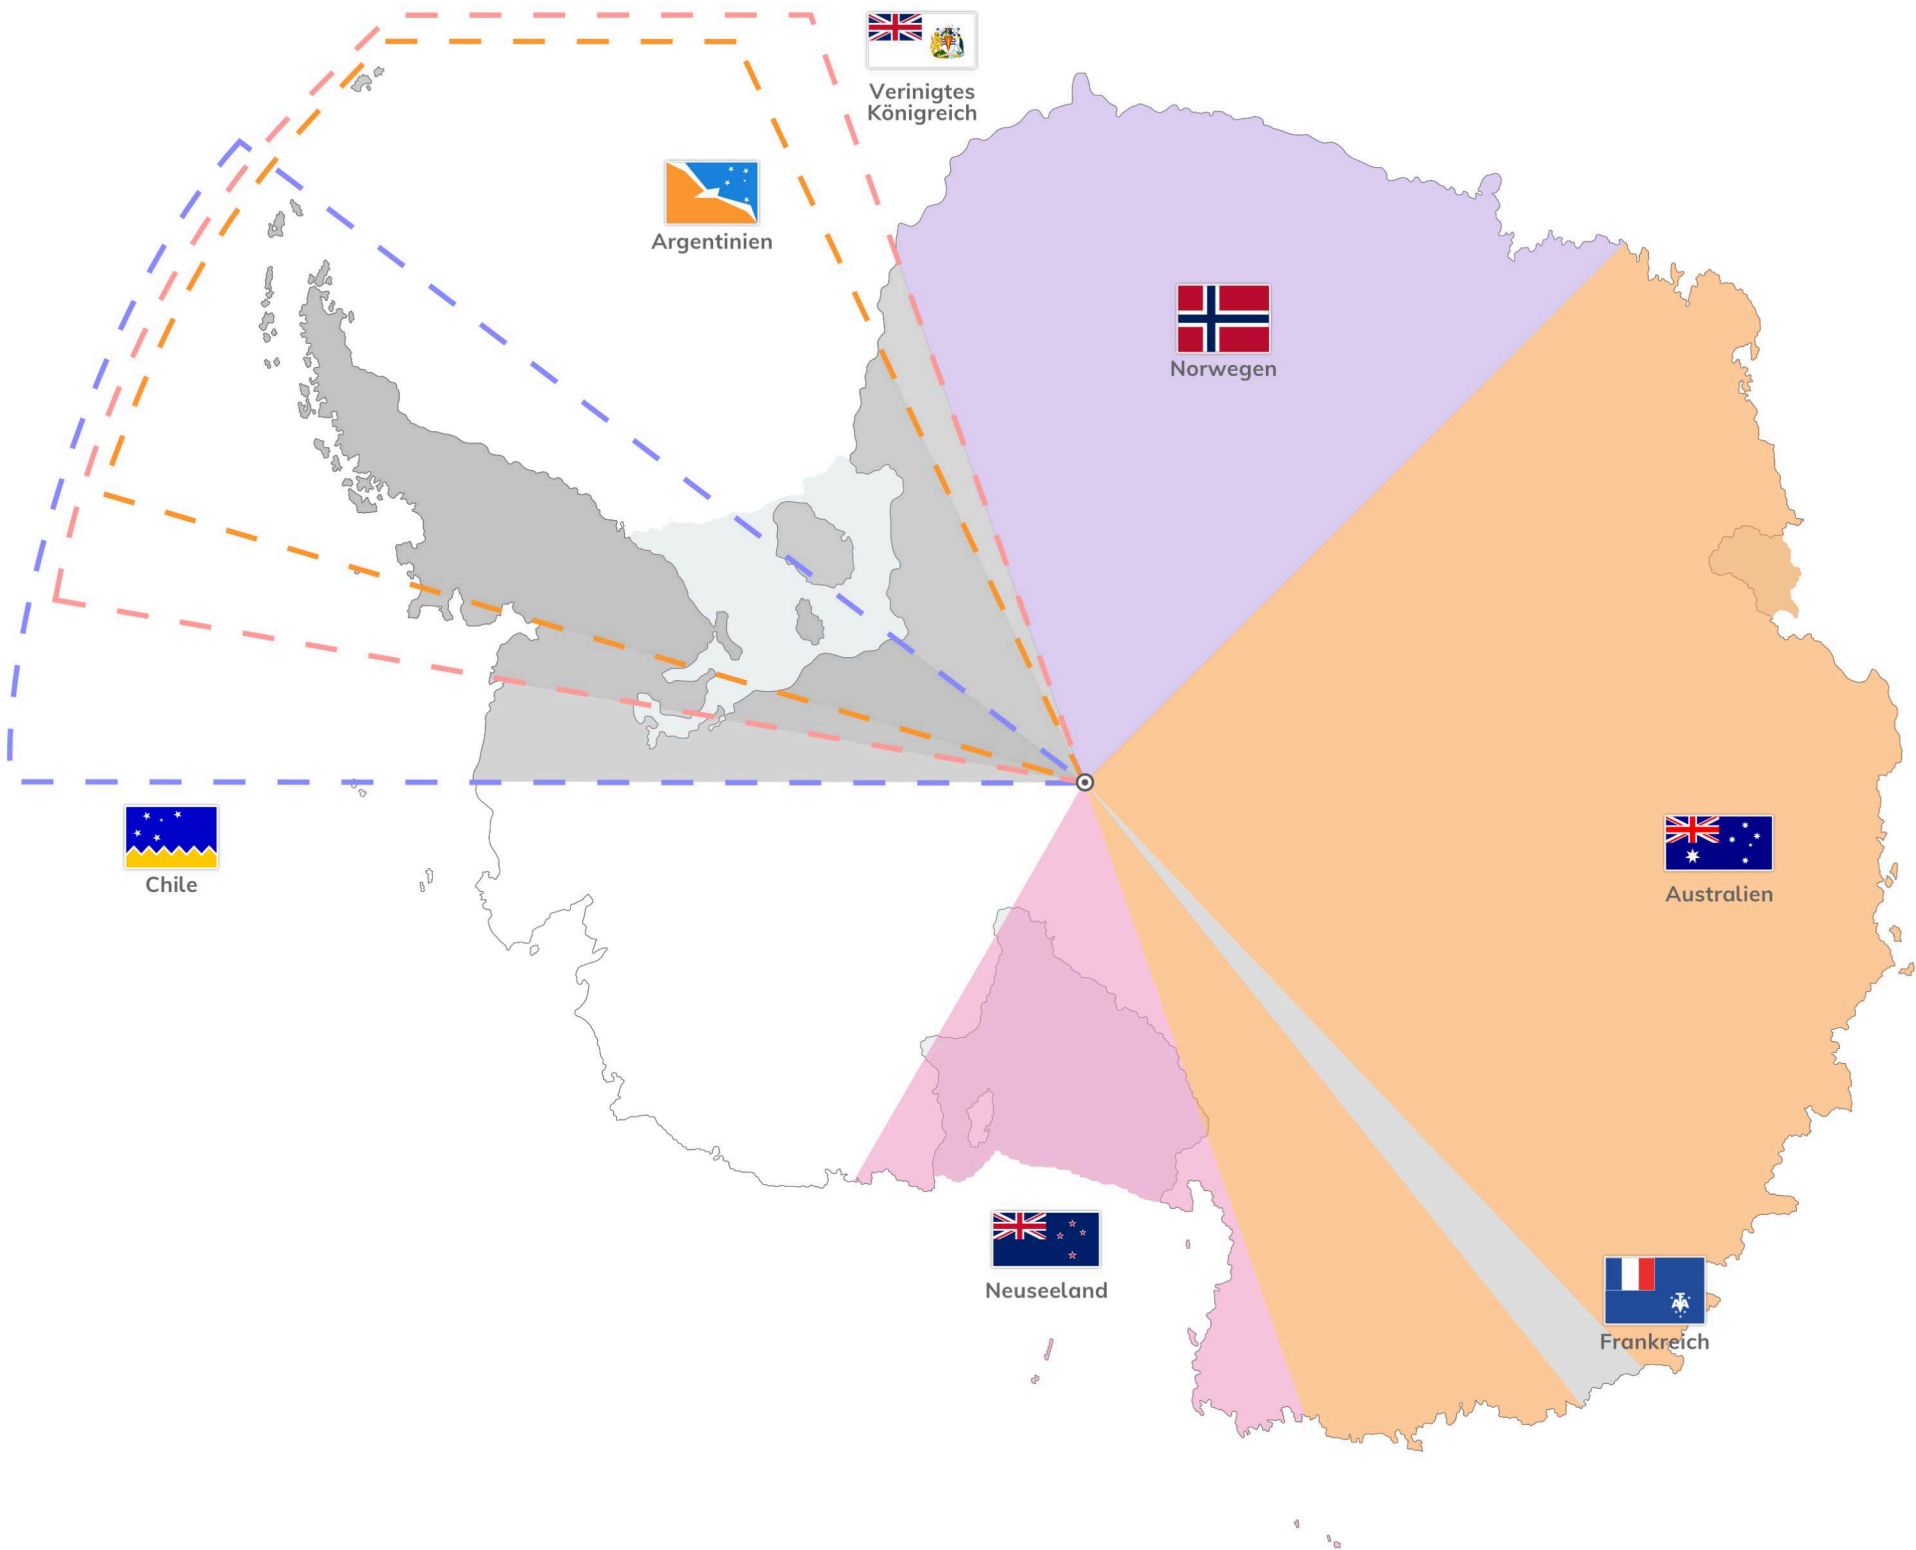 Verinigtes
Königreich
Argentinien
Norwegen
Chile
Australien
Neuseeland
Frankreich